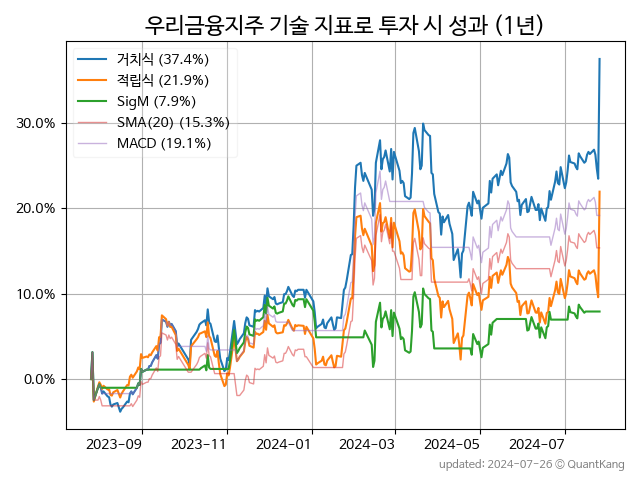 우리금융지주 기술 지표로 투자 시 성과 (1년)
거치식 (37.4%)
적립식 (21.9%)
SigM (7.9%)
SMA(20) (15.3%)
MACD (19.1%)
30.0%
20.0%
10.0%
0.0%
2023-09 2023-11 2024-01 2024-03 2024-05 2024-07
updated: 2024-07-26 © QuantKang